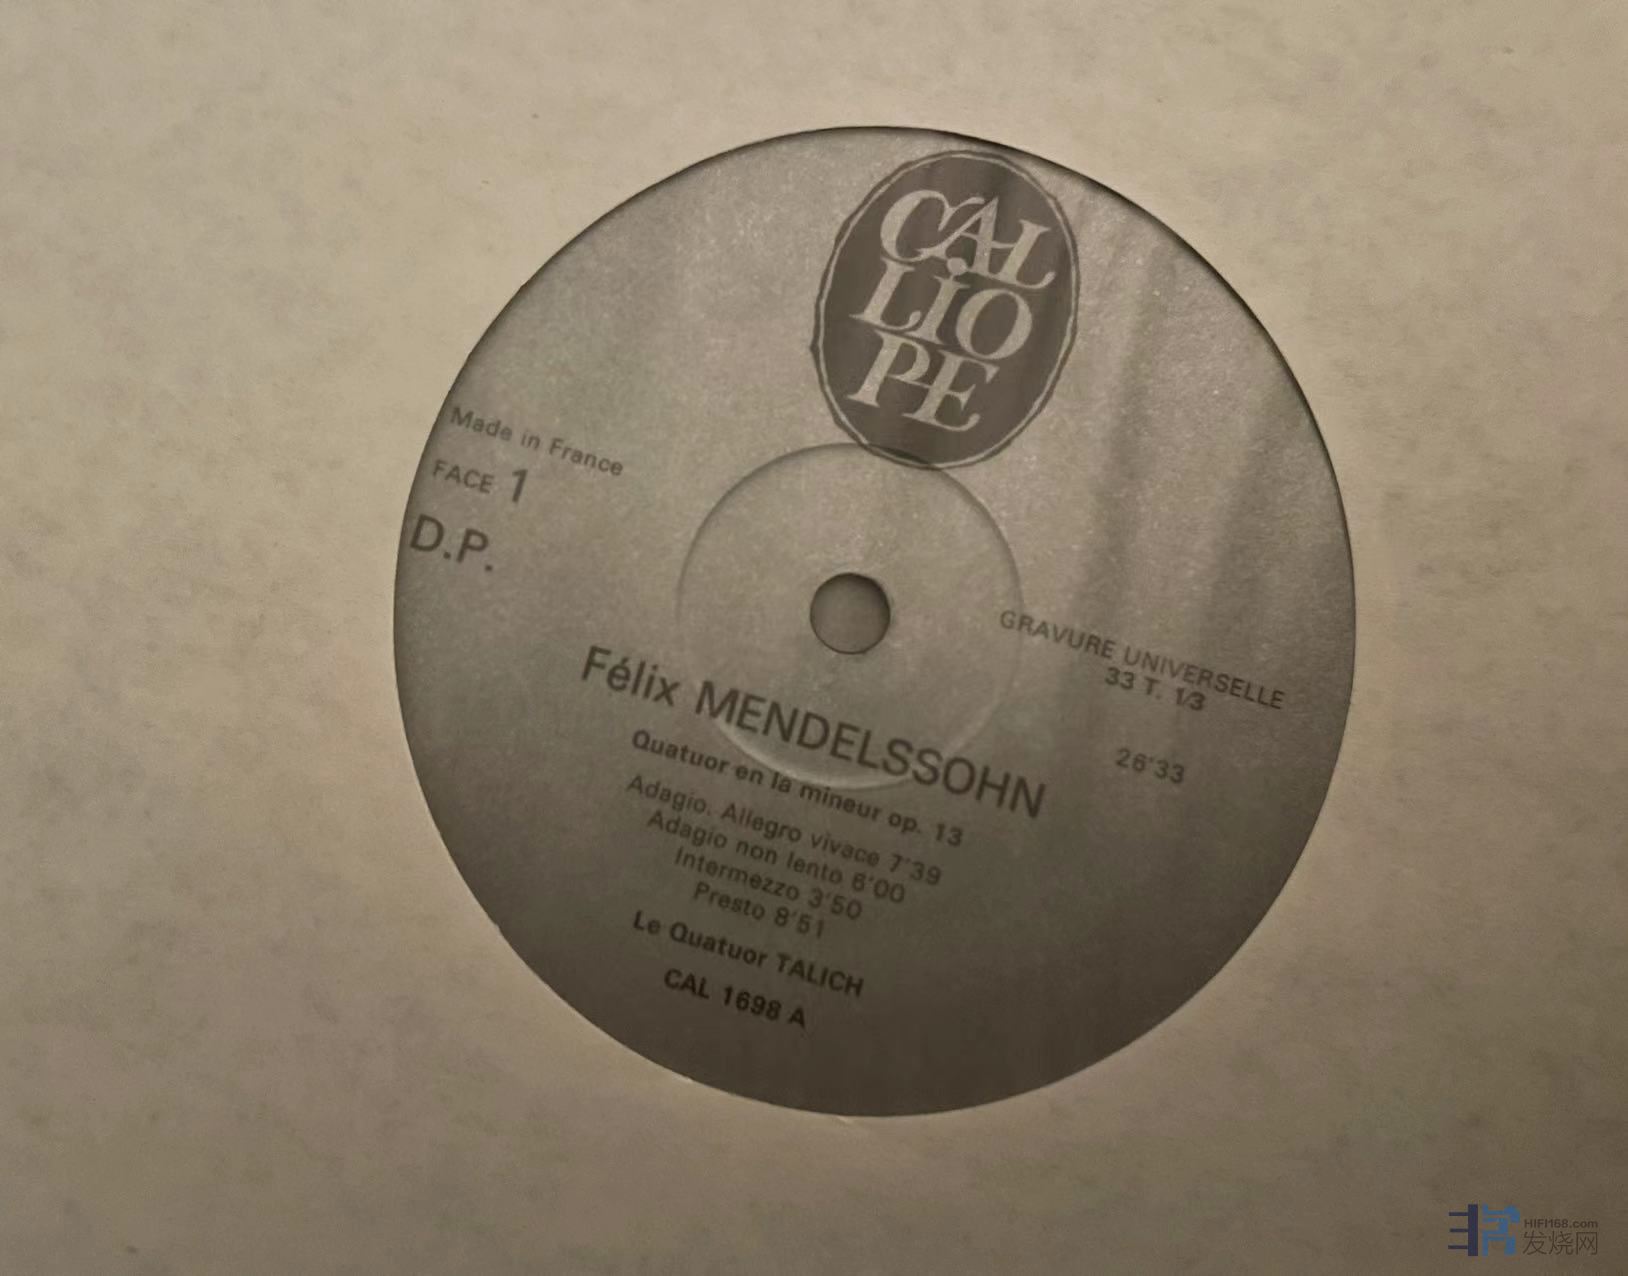 CAL
LIO
PE
Made in France
FACE 1
D.P.
GRAVURE UNIVERSELLE
33 T. 1/3
26'33
Félix MENDELSSOHN
Quatuor en la mineur op. 13
Adagio. Allegro vivace 7'39
Adagio non lento 6'00
Intermezzo 3'50
Presto 8'51
Le Quatuor TALICH
CAL 1698 A
HIFI168.com
发烧网